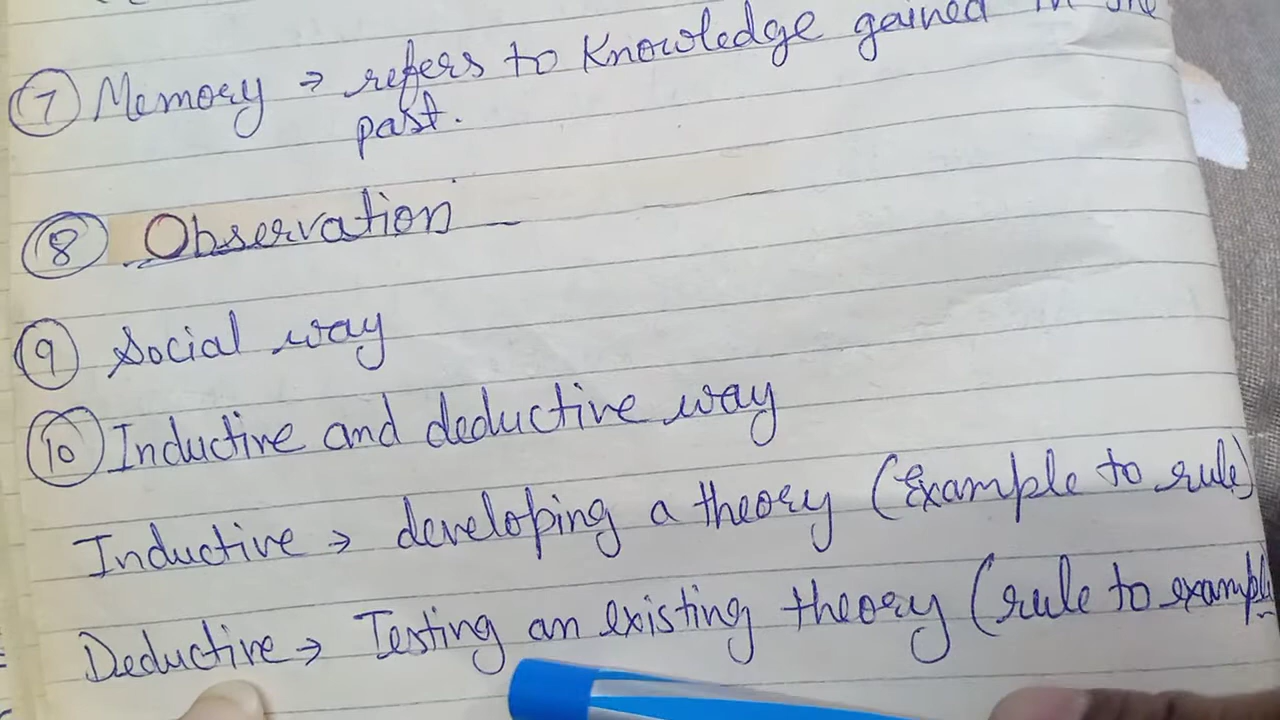 ⑦ Memory → refers to Knowledge gained in the
past.
⑧ Observation
⑨ Social way
⑩ Inductive and deductive way
Inductive → developing a theory (Example to rule)
Deductive → Testing an existing theory (rule to example